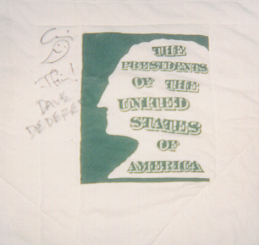 THE
PRESIDENTS
OF THE
UNITED
STATES
OF
AMERICA
DAVE
DEDERER